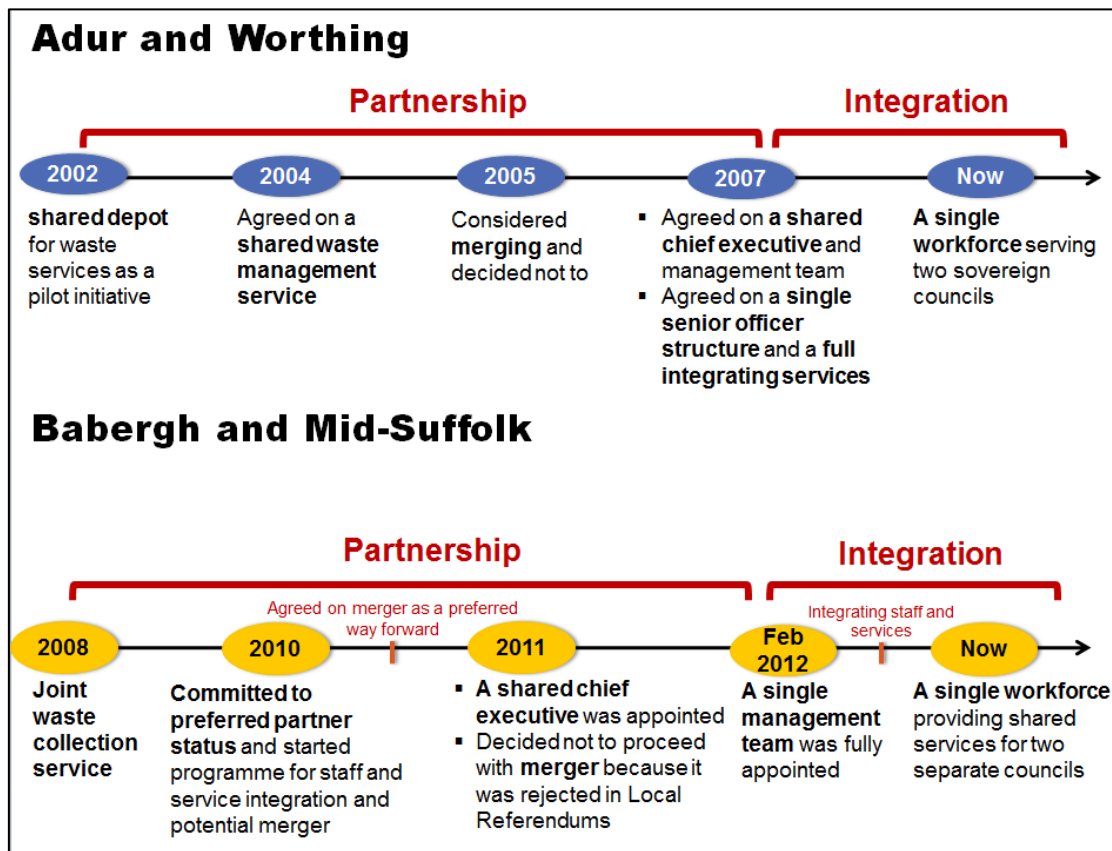 Adur and Worthing
Partnership
Integration
2002
2004
2005
2007
Now
shared depot
for waste
services as a
pilot initiative
Agreed on a
shared waste
management
service
Considered
merging and
decided not to
▪ Agreed on a shared
chief executive and
management team
▪ Agreed on a single
senior officer
structure and a full
integrating services
A single
workforce serving
two sovereign
councils
Babergh and Mid-Suffolk
Partnership
Integration
Agreed on merger as a preferred
way forward
Integrating staff and
services
2008
2010
2011
Feb
2012
Now
Joint
waste
collection
service
Committed to
preferred partner
status and started
programme for staff and
service integration and
potential merger
▪ A shared chief
executive was appointed
▪ Decided not to proceed
with merger because it
was rejected in Local
Referendums
A single
management
team was fully
appointed
A single workforce
providing shared
services for two
separate councils